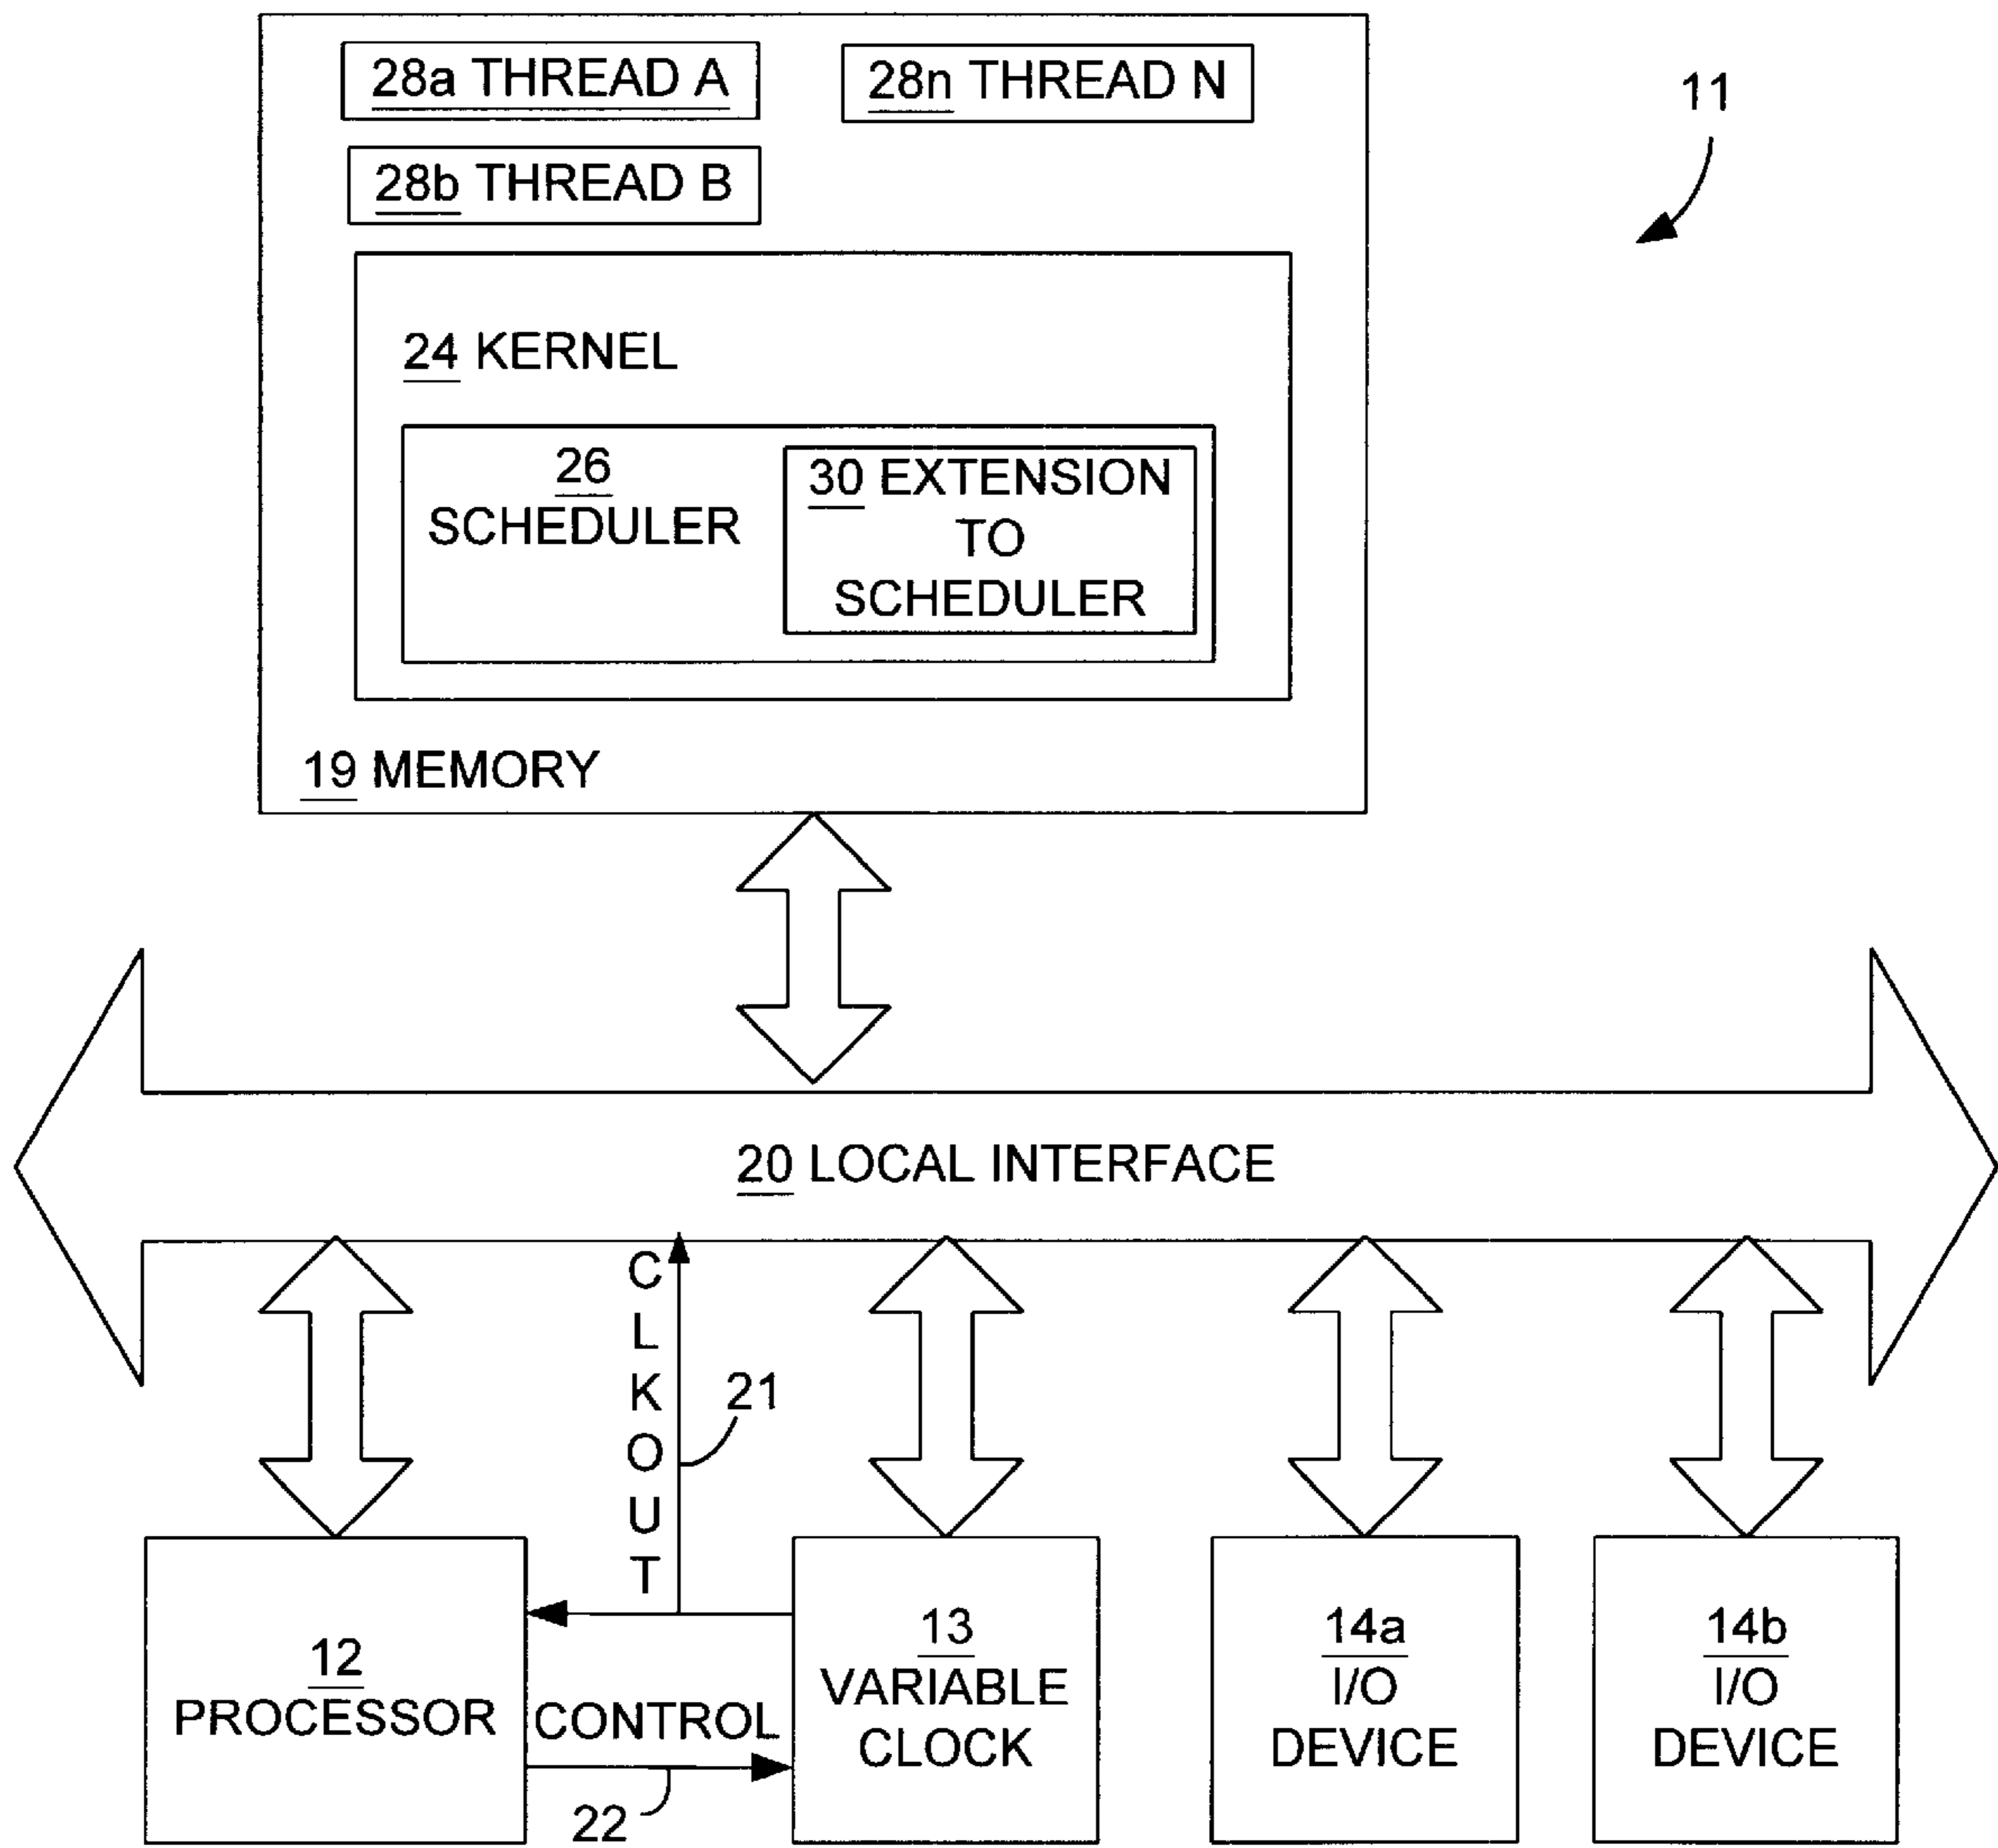 28a THREAD A
28n THREAD N
11
28b THREAD B
24 KERNEL
26
SCHEDULER
30 EXTENSION
TO
SCHEDULER
19 MEMORY
20 LOCAL INTERFACE
CLKOUT
21
12
PROCESSOR
CONTROL
22
13
VARIABLE
CLOCK
14a
I/O
DEVICE
14b
I/O
DEVICE